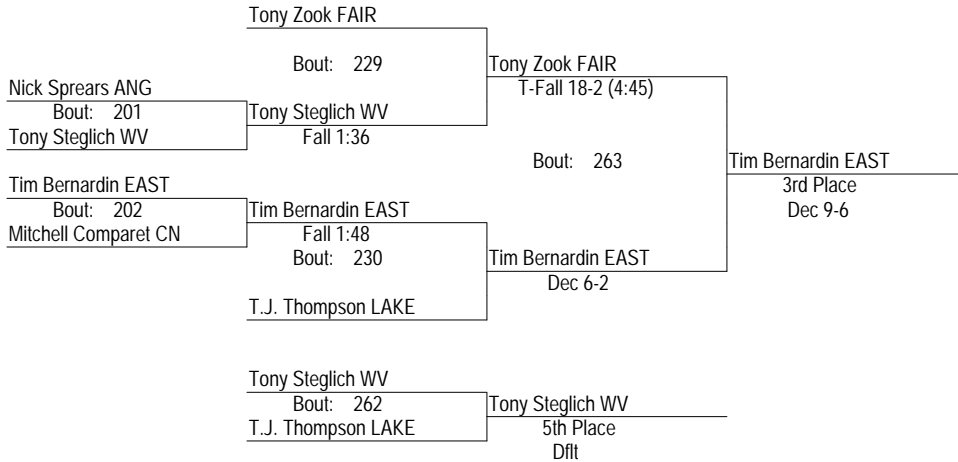 Tony Zook FAIR
Bout: 229
Tony Zook FAIR
Nick Sprears ANG
T-Fall 18-2 (4:45)
Bout: 201
Tony Steglich WV
Tony Steglich WV
Fall 1:36
Bout: 263
Tim Bernardin EAST
Tim Bernardin EAST
3rd Place
Bout: 202
Tim Bernardin EAST
Dec 9-6
Mitchell Comparet CN
Fall 1:48
Bout: 230
Tim Bernardin EAST
Dec 6-2
T.J. Thompson LAKE
Tony Steglich WV
Bout: 262
Tony Steglich WV
T.J. Thompson LAKE
5th Place
Dflt